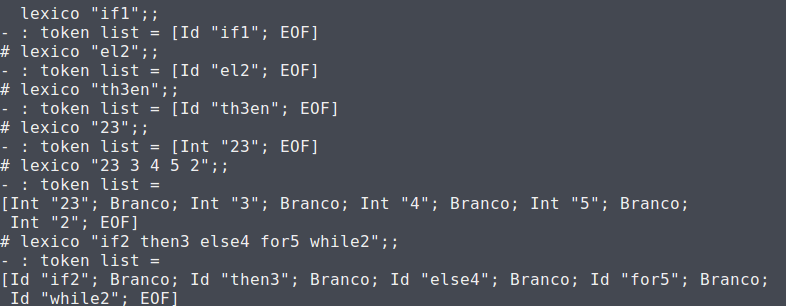 lexico "if1";;
- : token list = [Id "if1"; EOF]
# lexico "el2";;
- : token list = [Id "el2"; EOF]
# lexico "th3en";;
- : token list = [Id "th3en"; EOF]
# lexico "23";;
- : token list = [Int "23"; EOF]
# lexico "23 3 4 5 2";;
- : token list =
[Int "23"; Branco; Int "3"; Branco; Int "4"; Branco; Int "5"; Branco;
 Int "2"; EOF]
# lexico "if2 then3 else4 for5 while2";;
- : token list =
[Id "if2"; Branco; Id "then3"; Branco; Id "else4"; Branco; Id "for5"; Branco;
 Id "while2"; EOF]